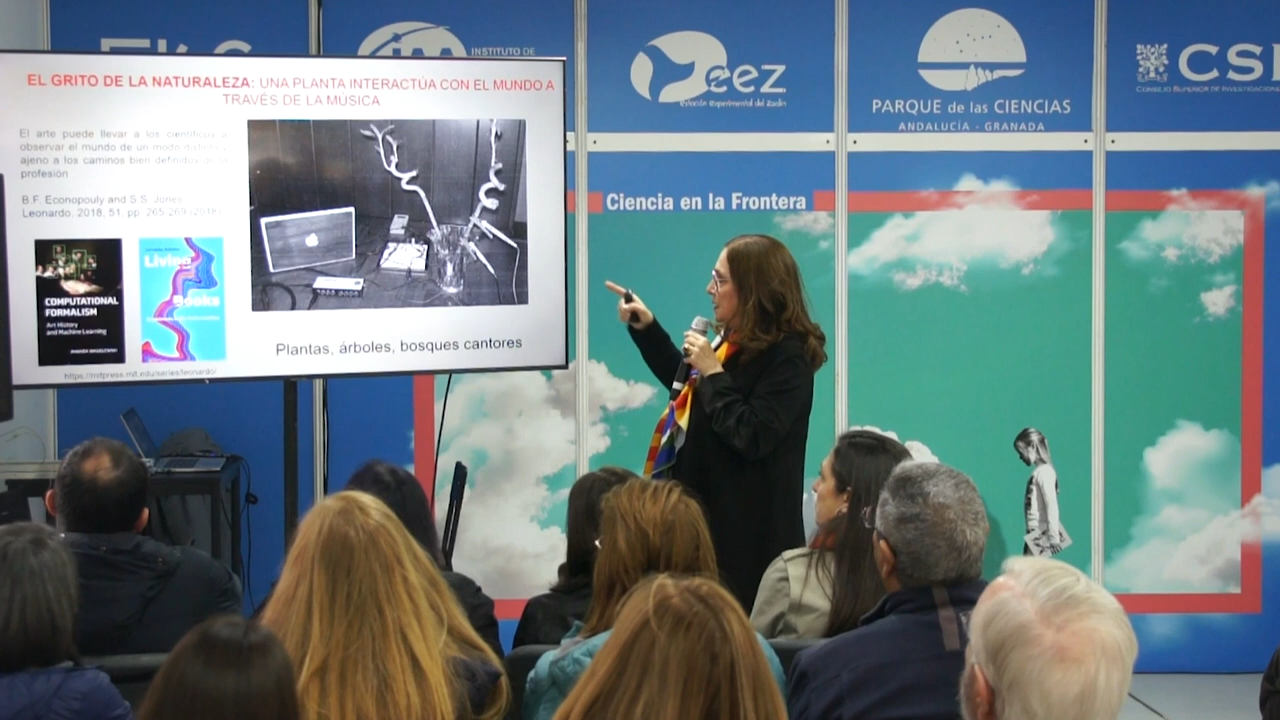 INSTITUTO DE
eez
estación experimental del Zaidín
PARQUE de las CIENCIAS
ANDALUCÍA - GRANADA
CSI
CONSEJO SUPERIOR DE INVESTIGACIONES
Ciencia en la Frontera
EL GRITO DE LA NATURALEZA: UNA PLANTA INTERACTÚA CON EL MUNDO A
TRAVÉS DE LA MÚSICA
El arte puede llevar a los científicos a
observar el mundo de un modo
ajeno a los caminos bien definidos de la
profesión
B.F. Econopouly and S.S. Jones
Leonardo, 2018, 51, pp. 265-269 (2018)
COMPUTATIONAL
FORMALISM
Art History
and Machine Learning
Living
Books
https://mitpress.mit.edu/series/leonardo/
Plantas, árboles, bosques cantores